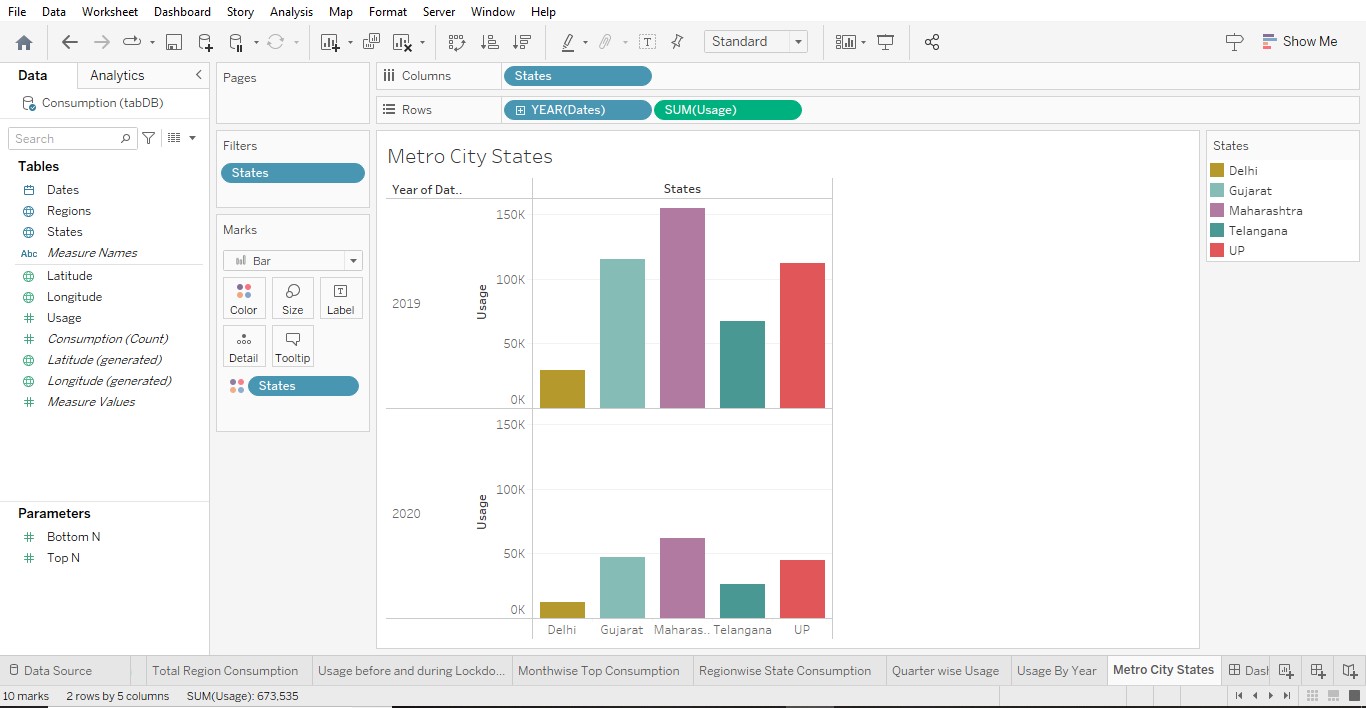 File Data Worksheet Dashboard Story Analysis Map Format Server Window Help
Standard
Show Me
Data Analytics
Consumption (tabDB)
Search
Tables
Dates
Regions
States
Abc Measure Names
Latitude
Longitude
Usage
Consumption (Count)
Latitude (generated)
Longitude (generated)
Measure Values
Parameters
Bottom N
Top N
Pages
Filters
States
Marks
Bar
Color Size Label
Detail Tooltip
States
Columns States
Rows YEAR(Dates) SUM(Usage)
Metro City States
Year of Dat.. States
2019
Usage
150K
100K
50K
0K
2020
Usage
150K
100K
50K
0K
Delhi Gujarat Maharas.. Telangana UP
States
Delhi
Gujarat
Maharashtra
Telangana
UP
Data Source Total Region Consumption Usage before and during Lockdo... Monthwise Top Consumption Regionwise State Consumption Quarter wise Usage Usage By Year Metro City States Dash
10 marks 2 rows by 5 columns SUM(Usage): 673,535